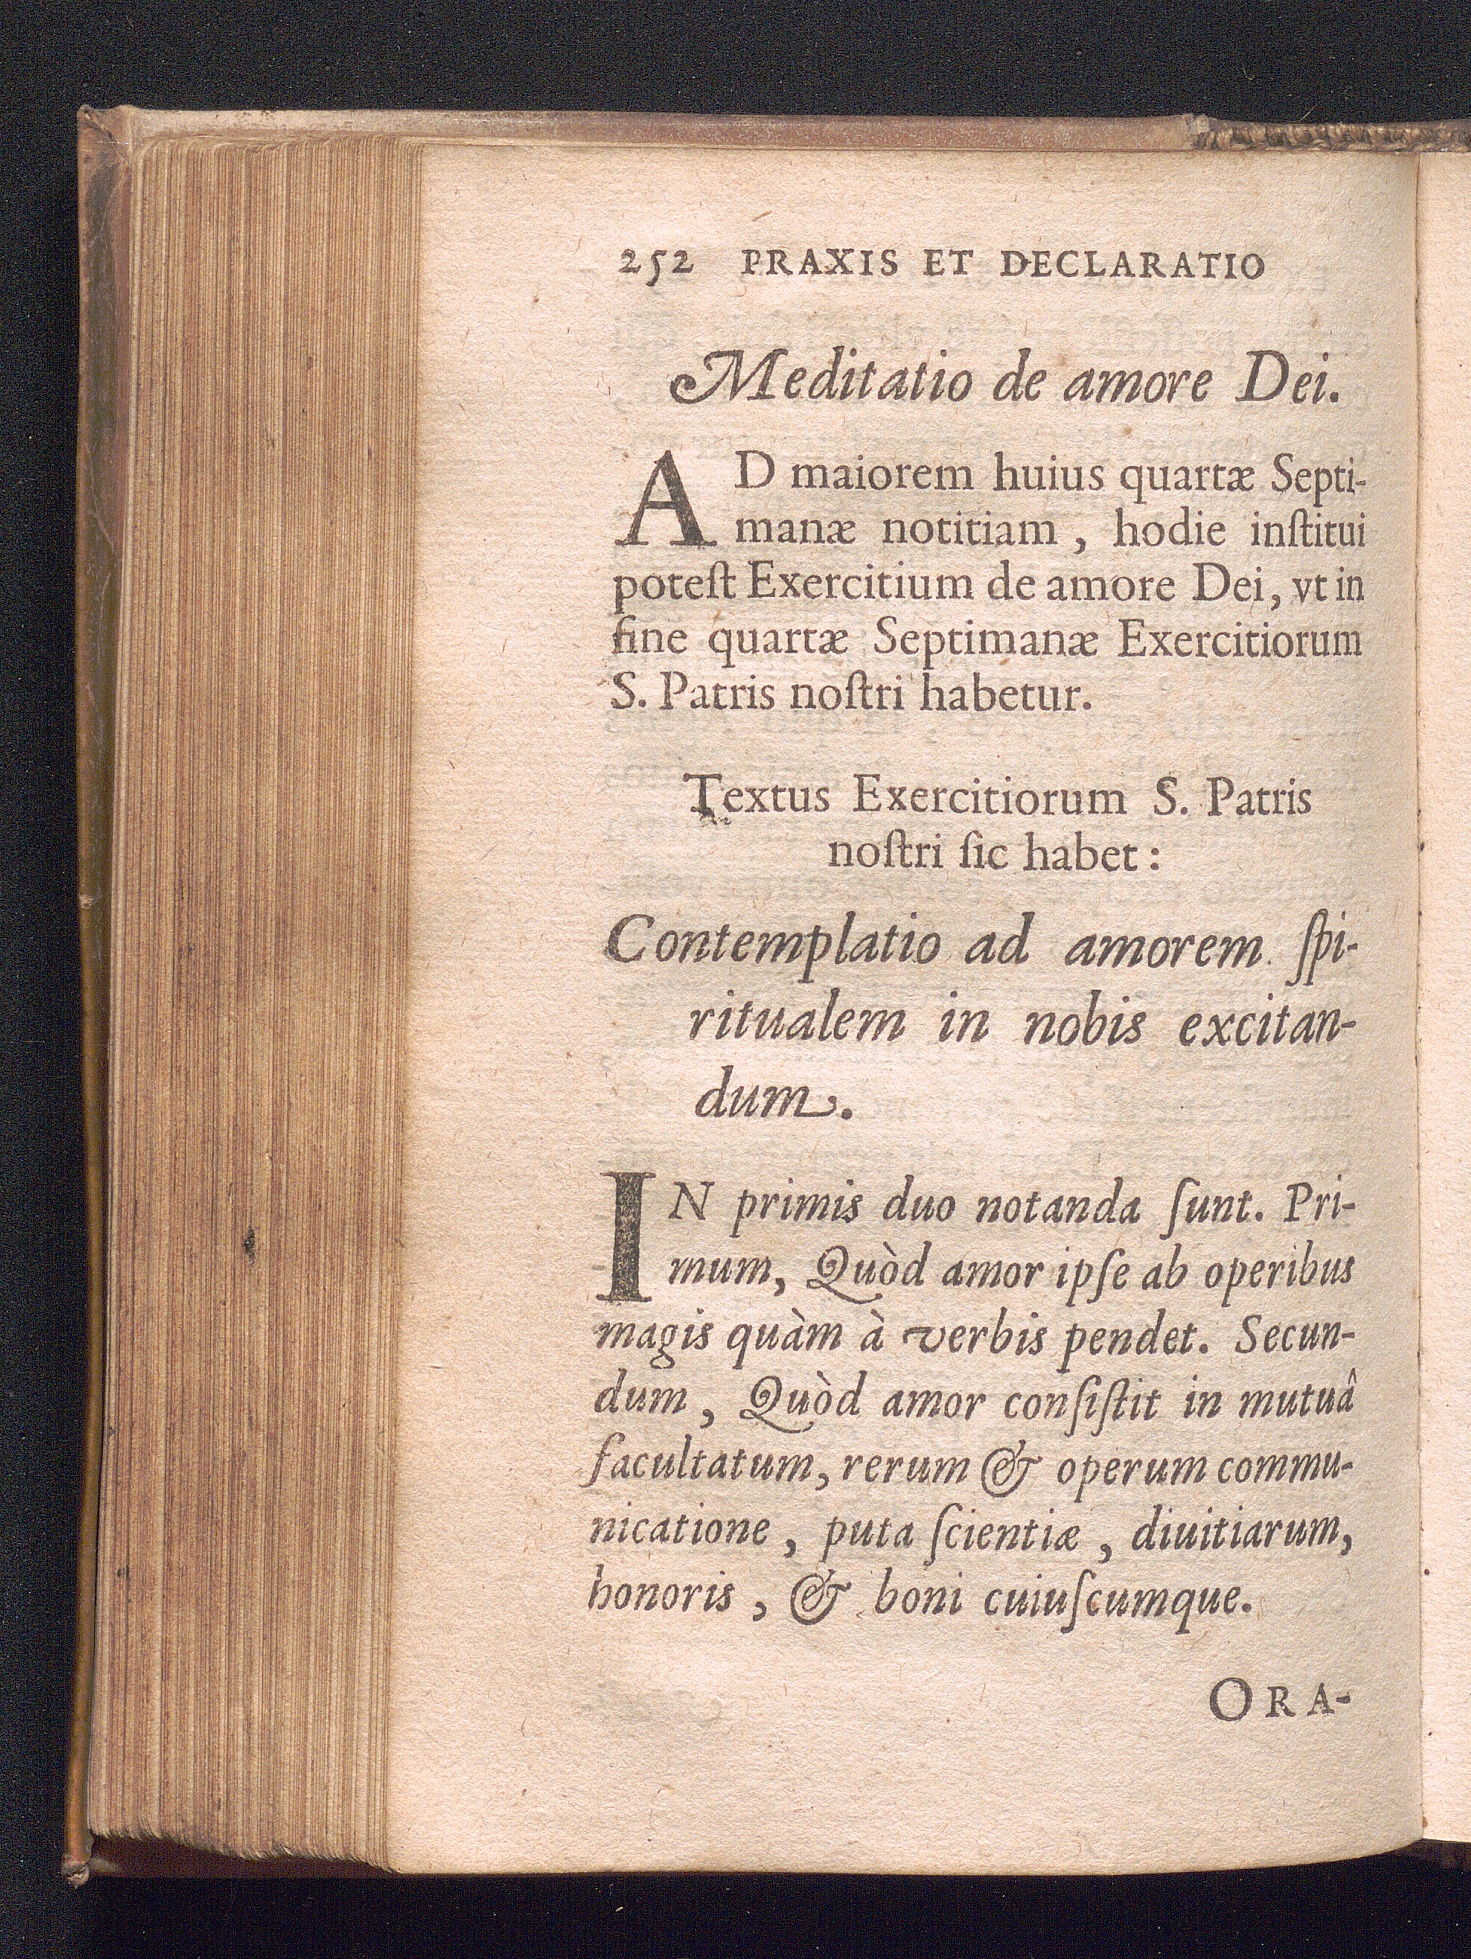 252 PRAXIS ET DECLARATIO
Meditatio de amore Dei.
AD maiorem huius quartæ Septi-
manæ notitiam, hodie inſtitui
poteſt Exercitium de amore Dei, vt in
fine quartæ Septimanæ Exercitiorum
S. Patris noſtri habetur.
Textus Exercitiorum S. Patris
noſtri ſic habet:
Contemplatio ad amorem ſpi-
ritualem in nobis excitan-
dum.
IN primis duo notanda ſunt. Pri-
mum, Quòd amor ipſe ab operibus
magis quàm à verbis pendet. Secun-
dum, Quòd amor conſiſtit in mutuâ
facultatum, rerum & operum commu-
nicatione, puta ſcientiæ, diuitiarum,
honoris, & boni cuiuſcumque.
ORA-